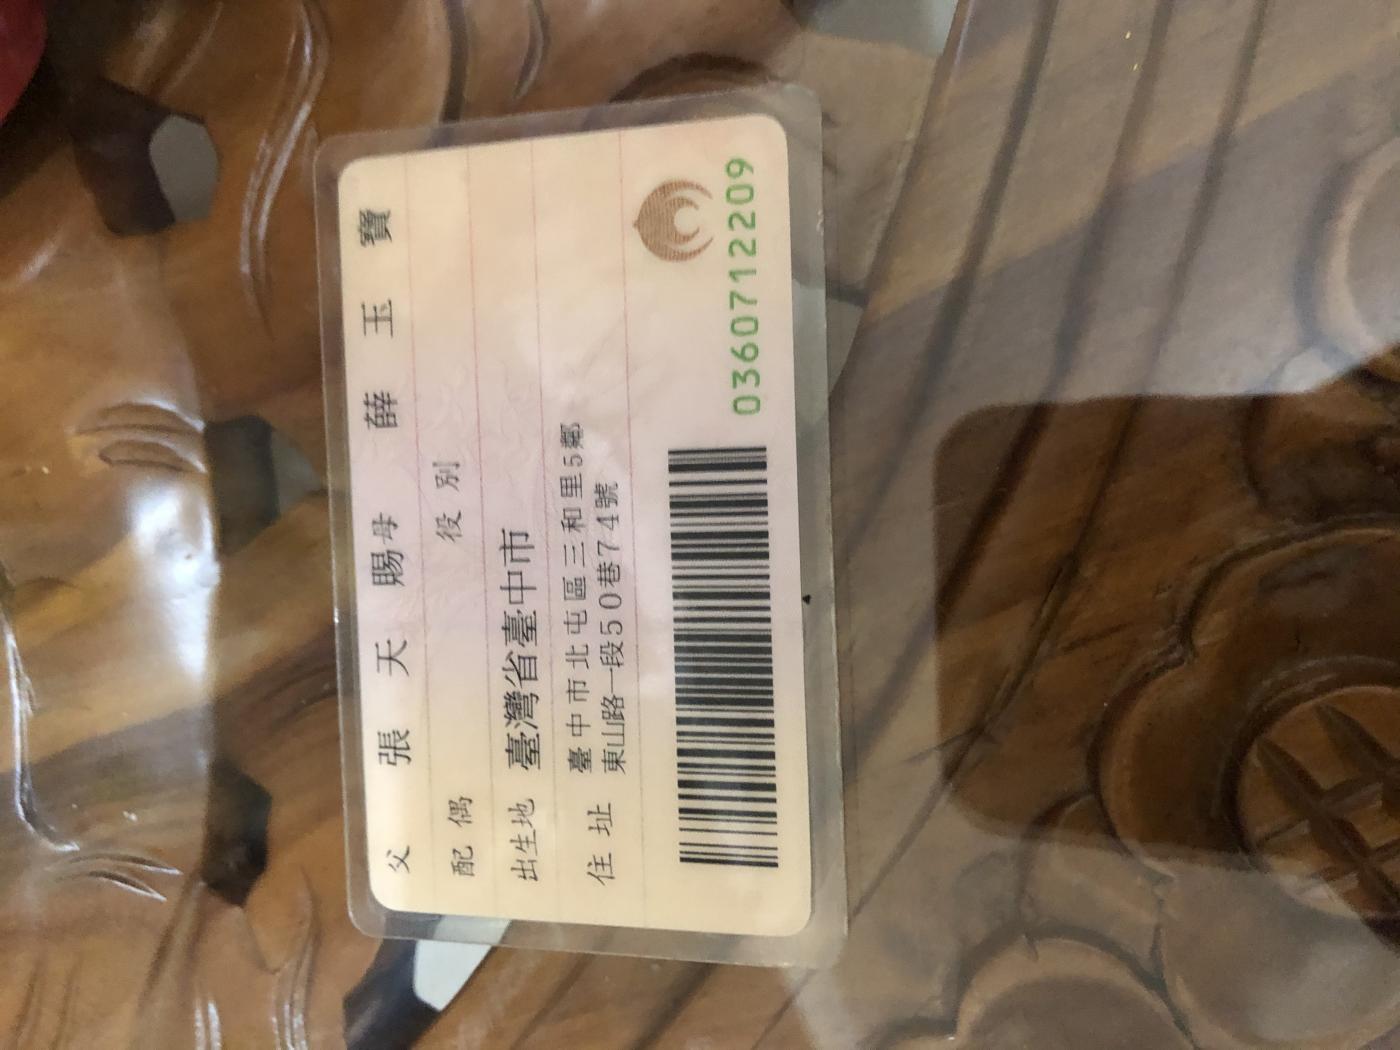 父 張天賜 母 薛玉寶
配偶 役別
出生地 臺灣省臺中市
住址 臺中市北屯區三和里5鄰
東山路一段50巷74號
0360712209